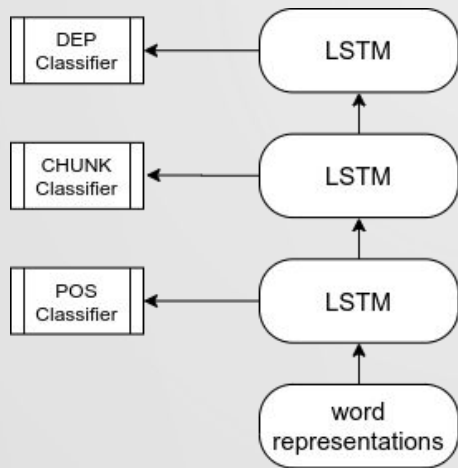 DEP
Classifier
LSTM
CHUNK
Classifier
LSTM
POS
Classifier
LSTM
word
representations